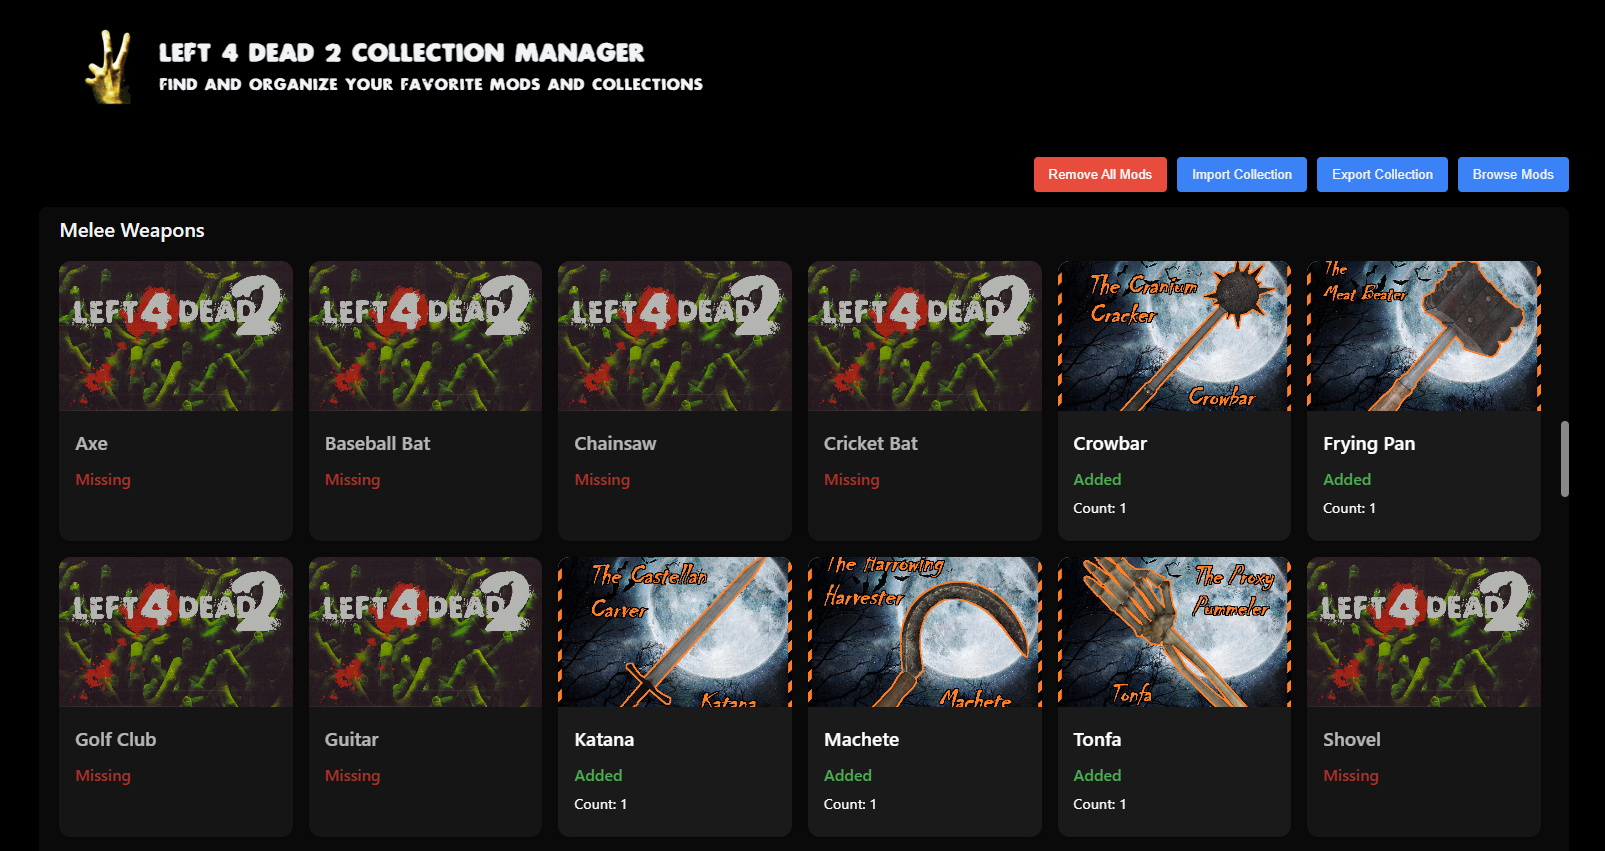 LEFT 4 DEAD 2 COLLECTION MANAGER
FIND AND ORGANIZE YOUR FAVORITE MODS AND COLLECTIONS
Remove All Mods
Import Collection
Export Collection
Browse Mods
Melee Weapons
LEFT 4 DEAD 2
Axe
Missing
LEFT 4 DEAD 2
Baseball Bat
Missing
LEFT 4 DEAD 2
Chainsaw
Missing
LEFT 4 DEAD 2
Cricket Bat
Missing
The Cranium
Cracker
Crowbar
Crowbar
Added
Count: 1
The
Meat Beater
Frying Pan
Added
Count: 1
LEFT 4 DEAD 2
Golf Club
Missing
LEFT 4 DEAD 2
Guitar
Missing
The Castellan
Carver
Katana
Katana
Added
Count: 1
The Harrowing
Harvester
Machete
Machete
Added
Count: 1
The Proxy
Pummeler
Tonfa
Tonfa
Added
Count: 1
LEFT 4 DEAD 2
Shovel
Missing